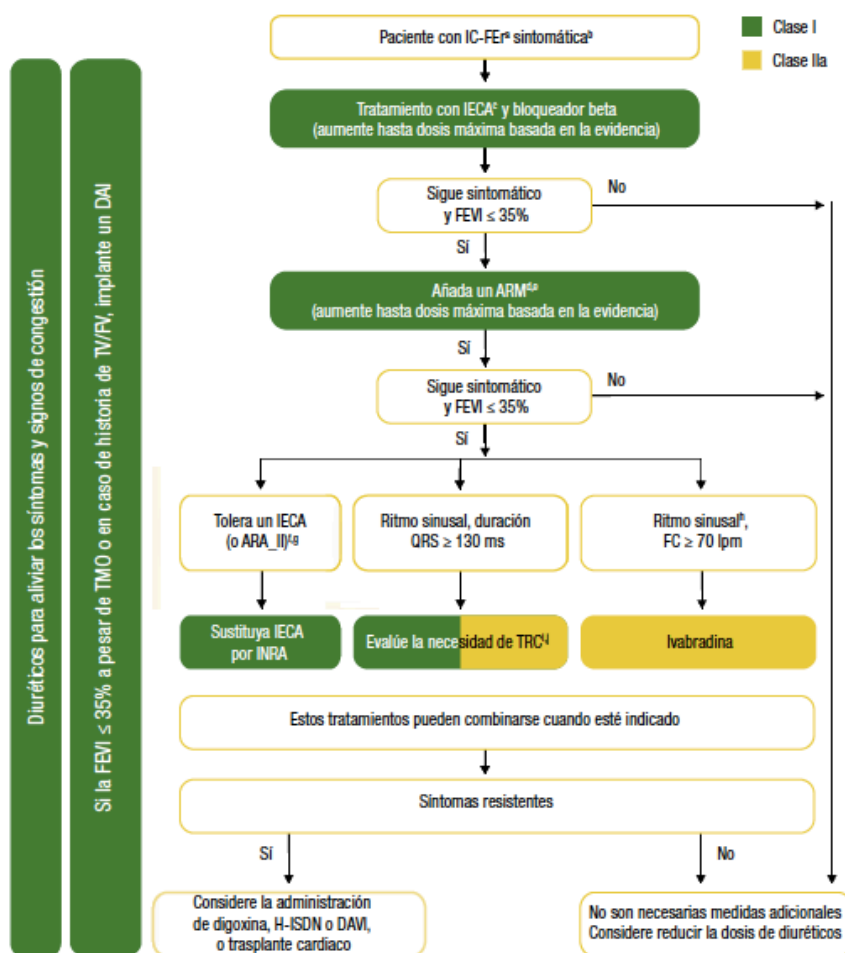 Clase I
Clase IIa
Paciente con IC-FErᵃ sintomáticaᵇ
Tratamiento con IECAᶜ y bloqueador beta
(aumente hasta dosis máxima basada en la evidencia)
Sigue sintomático
y FEVI ≤ 35%
No
Sí
Añada un ARMᵈ,ᵉ
(aumente hasta dosis máxima basada en la evidencia)
Sí
Sigue sintomático
y FEVI ≤ 35%
No
Sí
Tolera un IECA
(o ARA_II)ᶠ,ᵍ
Ritmo sinusal, duración
QRS ≥ 130 ms
Ritmo sinusalʰ,
FC ≥ 70 lpm
Sustituya IECA
por INRA
Evalúe la necesidad de TRCⁱ,ʲ
Ivabradina
Estos tratamientos pueden combinarse cuando esté indicado
Síntomas resistentes
Sí
No
Considere la administración
de digoxina, H-ISDN o DAVI,
o trasplante cardiaco
No son necesarias medidas adicionales
Considere reducir la dosis de diuréticos
Diuréticos para aliviar los síntomas y signos de congestión
Si la FEVI ≤ 35% a pesar de TMO o en caso de historia de TV/FV, implante un DAI